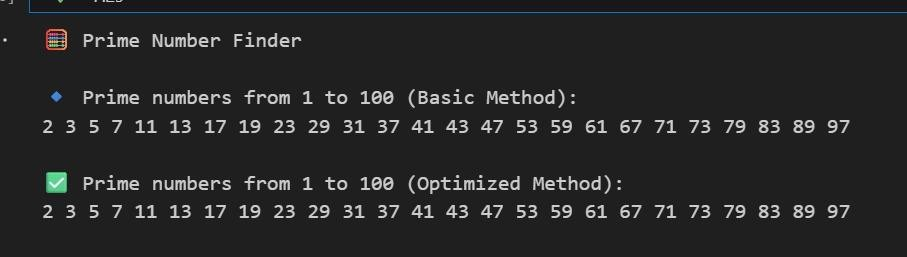 🧮 Prime Number Finder
🔹 Prime numbers from 1 to 100 (Basic Method):
2 3 5 7 11 13 17 19 23 29 31 37 41 43 47 53 59 61 67 71 73 79 83 89 97
✅ Prime numbers from 1 to 100 (Optimized Method):
2 3 5 7 11 13 17 19 23 29 31 37 41 43 47 53 59 61 67 71 73 79 83 89 97